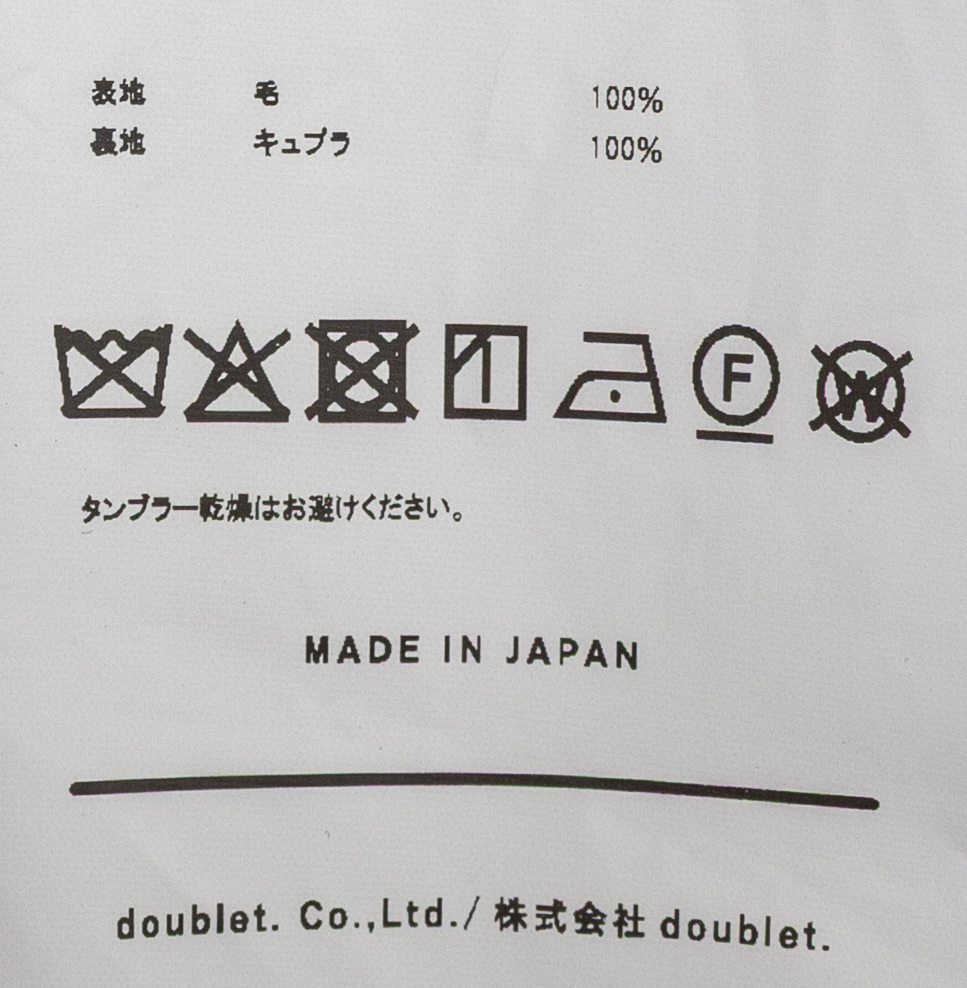 表地 毛 100%
裏地 キュプラ 100%
F W
タンブラー乾燥はお避けください。
MADE IN JAPAN
doublet. Co.,Ltd./ 株式会社 doublet.